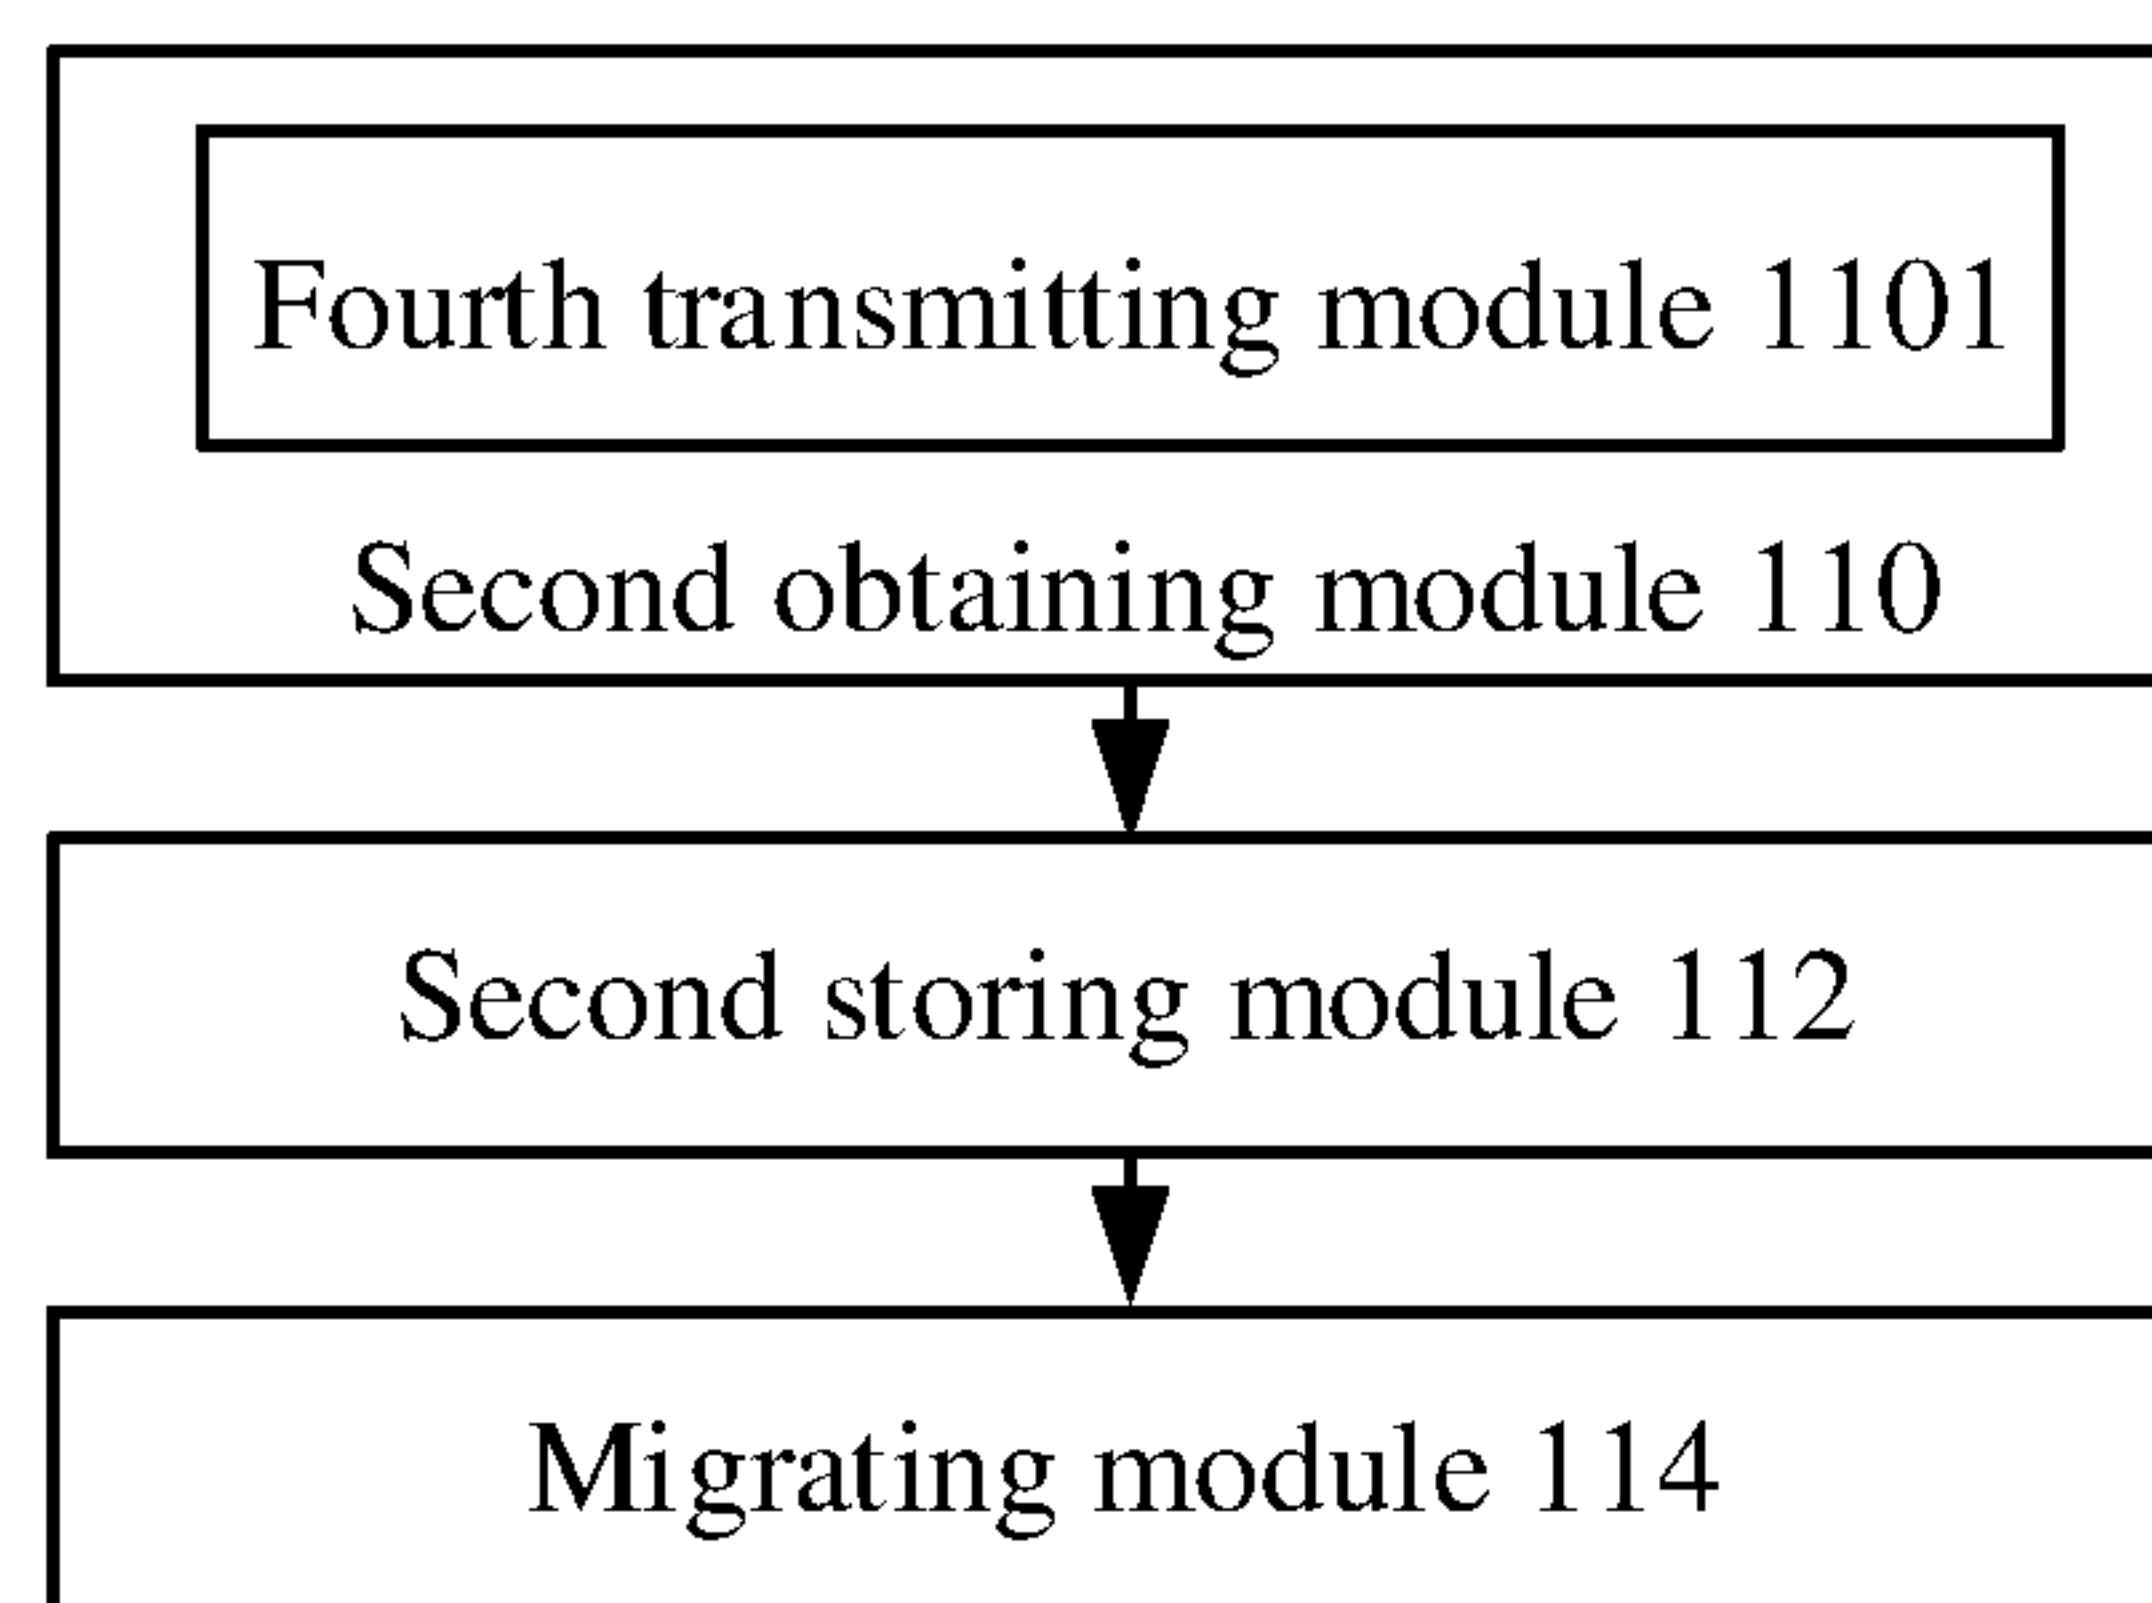 Fourth transmitting module 1101
Second obtaining module 110
Second storing module 112
Migrating module 114